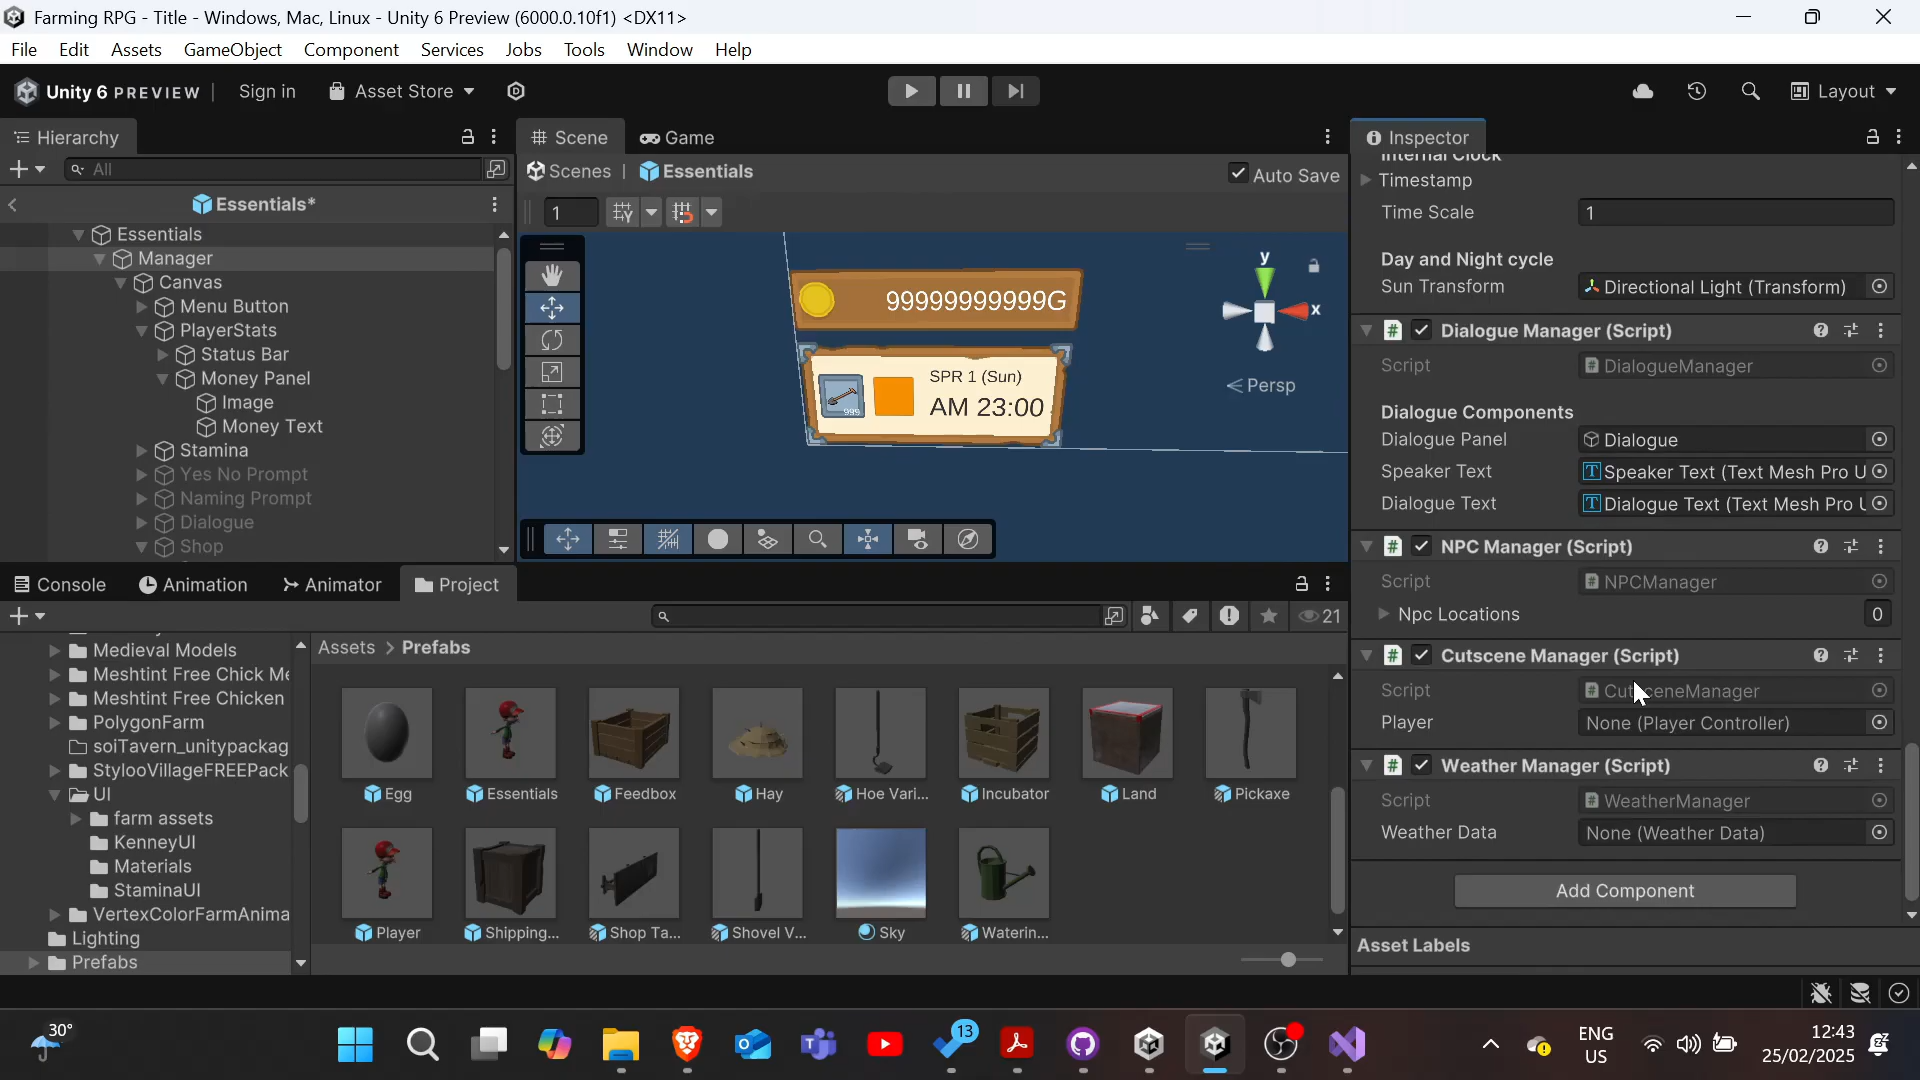 Farming RPG - Title - Windows, Mac, Linux - Unity 6 Preview (6000.0.10f1) <DX11>
File Edit Assets GameObject Component Services Jobs Tools Window Help
Unity 6 PREVIEW Sign in Asset Store Layout
Hierarchy Scene Game Inspector
All
Scenes | Essentials Auto Save
Essentials*
1
Essentials
Manager
Canvas
Menu Button
PlayerStats
Status Bar
Money Panel
Image
Money Text
Stamina
Yes No Prompt
Naming Prompt
Dialogue
Shop
99999999999G
SPR 1 (Sun)
AM 23:00
999
y
x
Persp
Internal Clock
Timestamp
Time Scale 1
Day and Night cycle
Sun Transform Directional Light (Transform)
Dialogue Manager (Script)
Script DialogueManager
Dialogue Components
Dialogue Panel Dialogue
Speaker Text Speaker Text (Text Mesh Pro U
Dialogue Text Dialogue Text (Text Mesh Pro U
NPC Manager (Script)
Script NPCManager
Npc Locations 0
Cutscene Manager (Script)
Script CutsceneManager
Player None (Player Controller)
Weather Manager (Script)
Script WeatherManager
Weather Data None (Weather Data)
Add Component
Asset Labels
Console Animation Animator Project
21
Medieval Models
Meshtint Free Chick Me
Meshtint Free Chicken
PolygonFarm
soiTavern_unitypackag
StylooVillageFREEPack
UI
farm assets
KenneyUI
Materials
StaminaUI
VertexColorFarmAnima
Lighting
Prefabs
Assets > Prefabs
Egg Essentials Feedbox Hay Hoe Vari... Incubator Land Pickaxe
Player Shipping... Shop Ta... Shovel V... Sky Waterin...
30°
13
ENG
US
12:43
25/02/2025